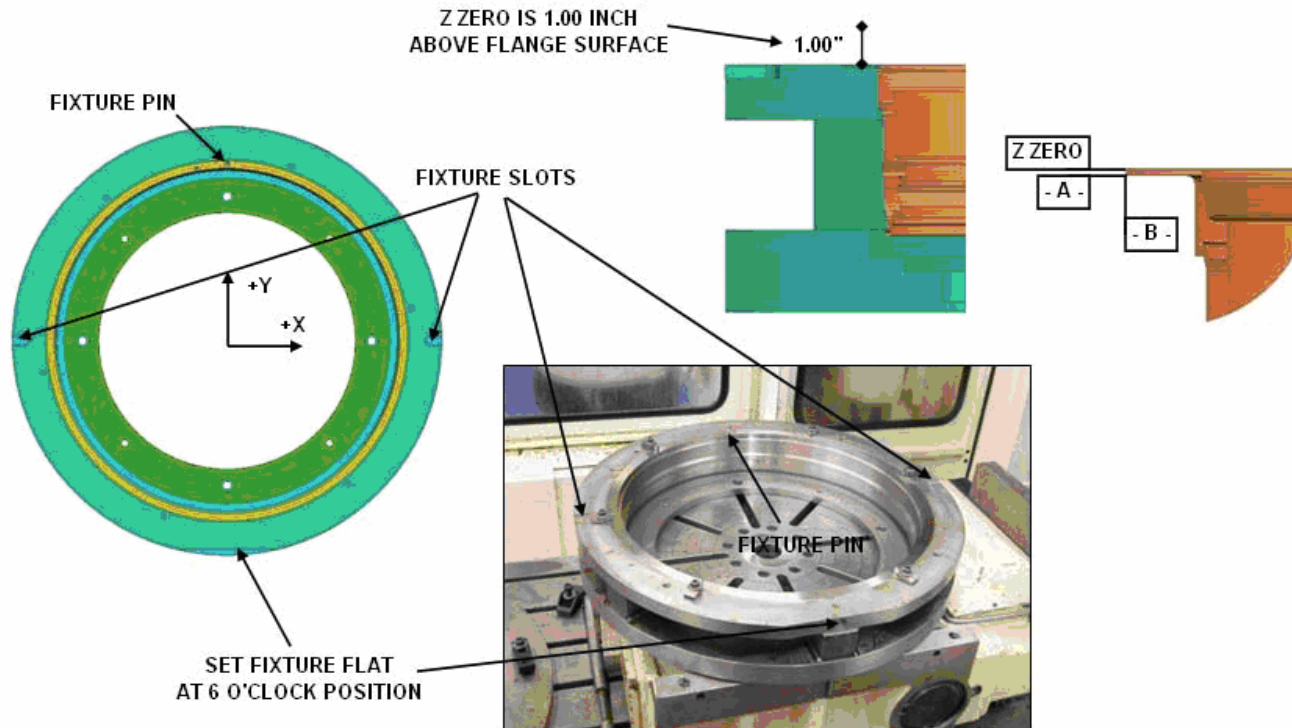 Z ZERO IS 1.00 INCH
ABOVE FLANGE SURFACE
1.00"
FIXTURE PIN
FIXTURE SLOTS
Z ZERO
- A -
- B -
+Y
+X
FIXTURE PIN
SET FIXTURE FLAT
AT 6 O'CLOCK POSITION